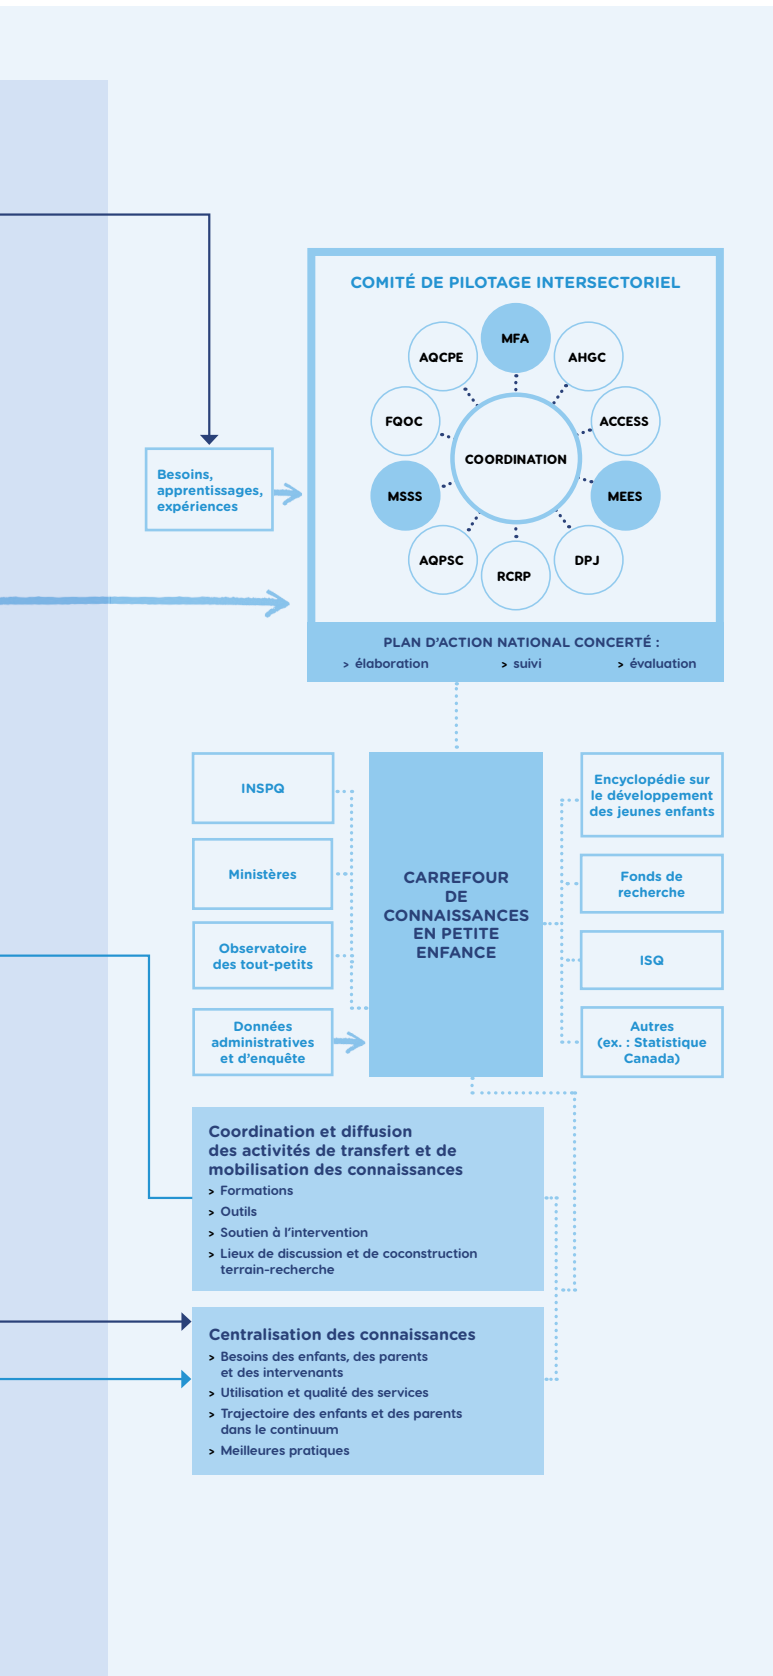 COMITÉ DE PILOTAGE INTERSECTORIEL
MFA
AQCPE
AHGC
FQOC
ACCESS
COORDINATION
MSSS
MEES
AQPSC
DPJ
RCRP
Besoins,
apprentissages,
expériences
PLAN D’ACTION NATIONAL CONCERTÉ :
> élaboration > suivi > évaluation
INSPQ
Ministères
Observatoire
des tout-petits
Données
administratives
et d’enquête
CARREFOUR
DE
CONNAISSANCES
EN PETITE
ENFANCE
Encyclopédie sur
le développement
des jeunes enfants
Fonds de
recherche
ISQ
Autres
(ex. : Statistique
Canada)
Coordination et diffusion
des activités de transfert et de
mobilisation des connaissances
> Formations
> Outils
> Soutien à l’intervention
> Lieux de discussion et de coconstruction
terrain-recherche
Centralisation des connaissances
> Besoins des enfants, des parents
et des intervenants
> Utilisation et qualité des services
> Trajectoire des enfants et des parents
dans le continuum
> Meilleures pratiques